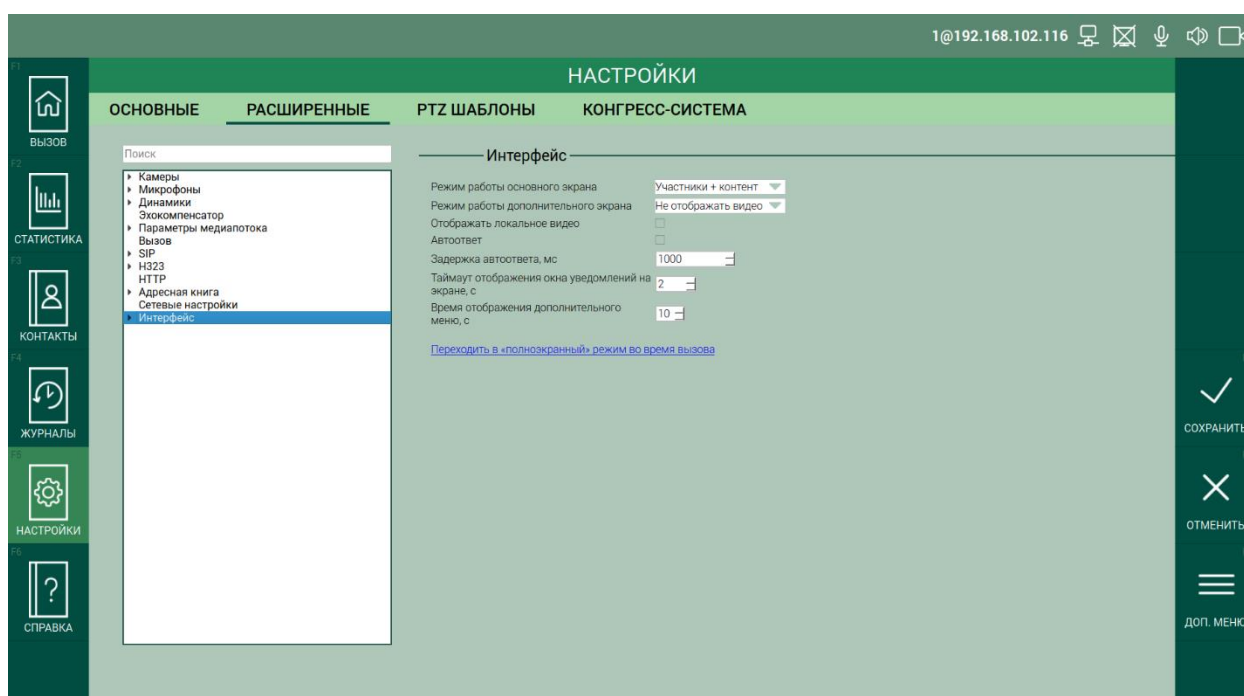 1@192.168.102.116
F1
ВЫЗОВ
F2
СТАТИСТИКА
F3
КОНТАКТЫ
F4
ЖУРНАЛЫ
F5
НАСТРОЙКИ
F6
СПРАВКА
НАСТРОЙКИ
ОСНОВНЫЕ РАСШИРЕННЫЕ PTZ ШАБЛОНЫ КОНГРЕСС-СИСТЕМА
Поиск
Камеры
Микрофоны
Динамики
Эхокомпенсатор
Параметры медиапотока
Вызов
SIP
H323
HTTP
Адресная книга
Сетевые настройки
Интерфейс
Интерфейс
Режим работы основного экрана Участники + контент
Режим работы дополнительного экрана Не отображать видео
Отображать локальное видео
Автоответ
Задержка автоответа, мс 1000
Таймаут отображения окна уведомлений на
экране, с 2
Время отображения дополнительного
меню, с 10
Переходить в «полноэкранный» режим во время вызова
СОХРАНИТЬ
ОТМЕНИТЬ
ДОП. МЕНЮ